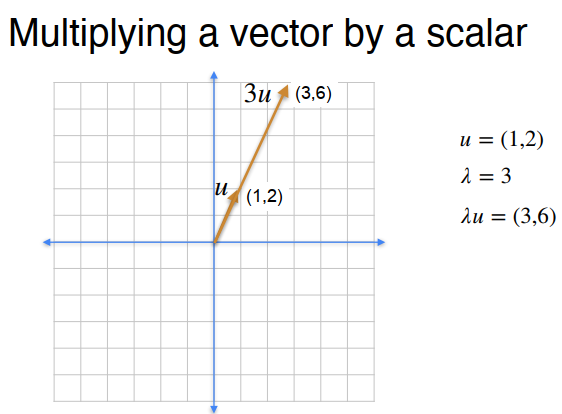 Multiplying a vector by a scalar
3u (3,6)
u = (1,2)
λ = 3
u (1,2)
λu = (3,6)